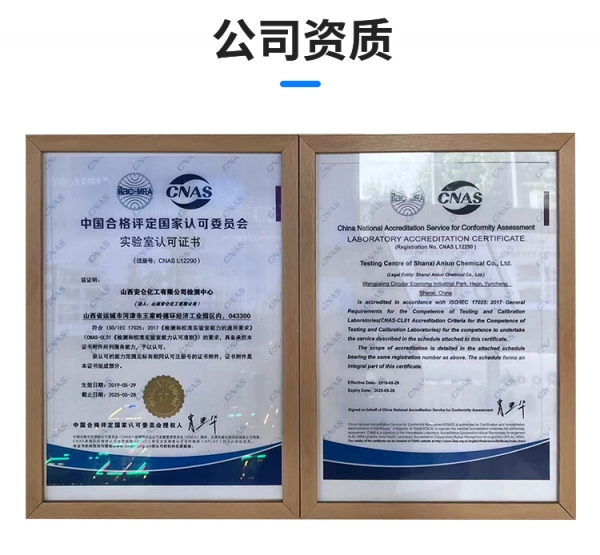 公司资质
ilac-MRA
CNAS
中国合格评定国家认可委员会
实验室认可证书
（注册号：CNAS L12290）
兹证明：
山西安仑化工有限公司检测中心
（法人：山西安仑化工有限公司）
山西省运城市河津市王家岭循环经济工业园区内，043300
符合 ISO/IEC 17025：2017《检测和校准实验室能力的通用要求》
（CNAS-CL01《检测和校准实验室能力认可准则》）的要求，具备承担本
证书附件所列服务能力，予以认可。
获认可的能力范围见标有相同认可注册号的证书附件，证书附件是
本证书组成部分。
生效日期：2019-05-29
截止日期：2025-05-28
中国合格评定国家认可委员会授权人
ilac-MRA
CNAS
China National Accreditation Service for Conformity Assessment
LABORATORY ACCREDITATION CERTIFICATE
(Registration No. CNAS L12290)
Testing Centre of Shanxi Anlun Chemical Co., Ltd.
(Legal Entity: Shanxi Anlun Chemical Co., Ltd.)
Wangjialing Circular Economy Industrial Park, Hejin, Yuncheng,
Shanxi, China
is accredited in accordance with ISO/IEC 17025: 2017 General
Requirements for the Competence of Testing and Calibration
Laboratories(CNAS-CL01 Accreditation Criteria for the Competence of
Testing and Calibration Laboratories) for the competence to undertake
the service described in the schedule attached to this certificate.
The scope of accreditation is detailed in the attached schedule
bearing the same registration number as above. The schedule forms an
integral part of this certificate.
Effective Date: 2019-05-29
Expiry Date: 2025-05-28
Signed on behalf of China National Accreditation Service for Conformity Assessment